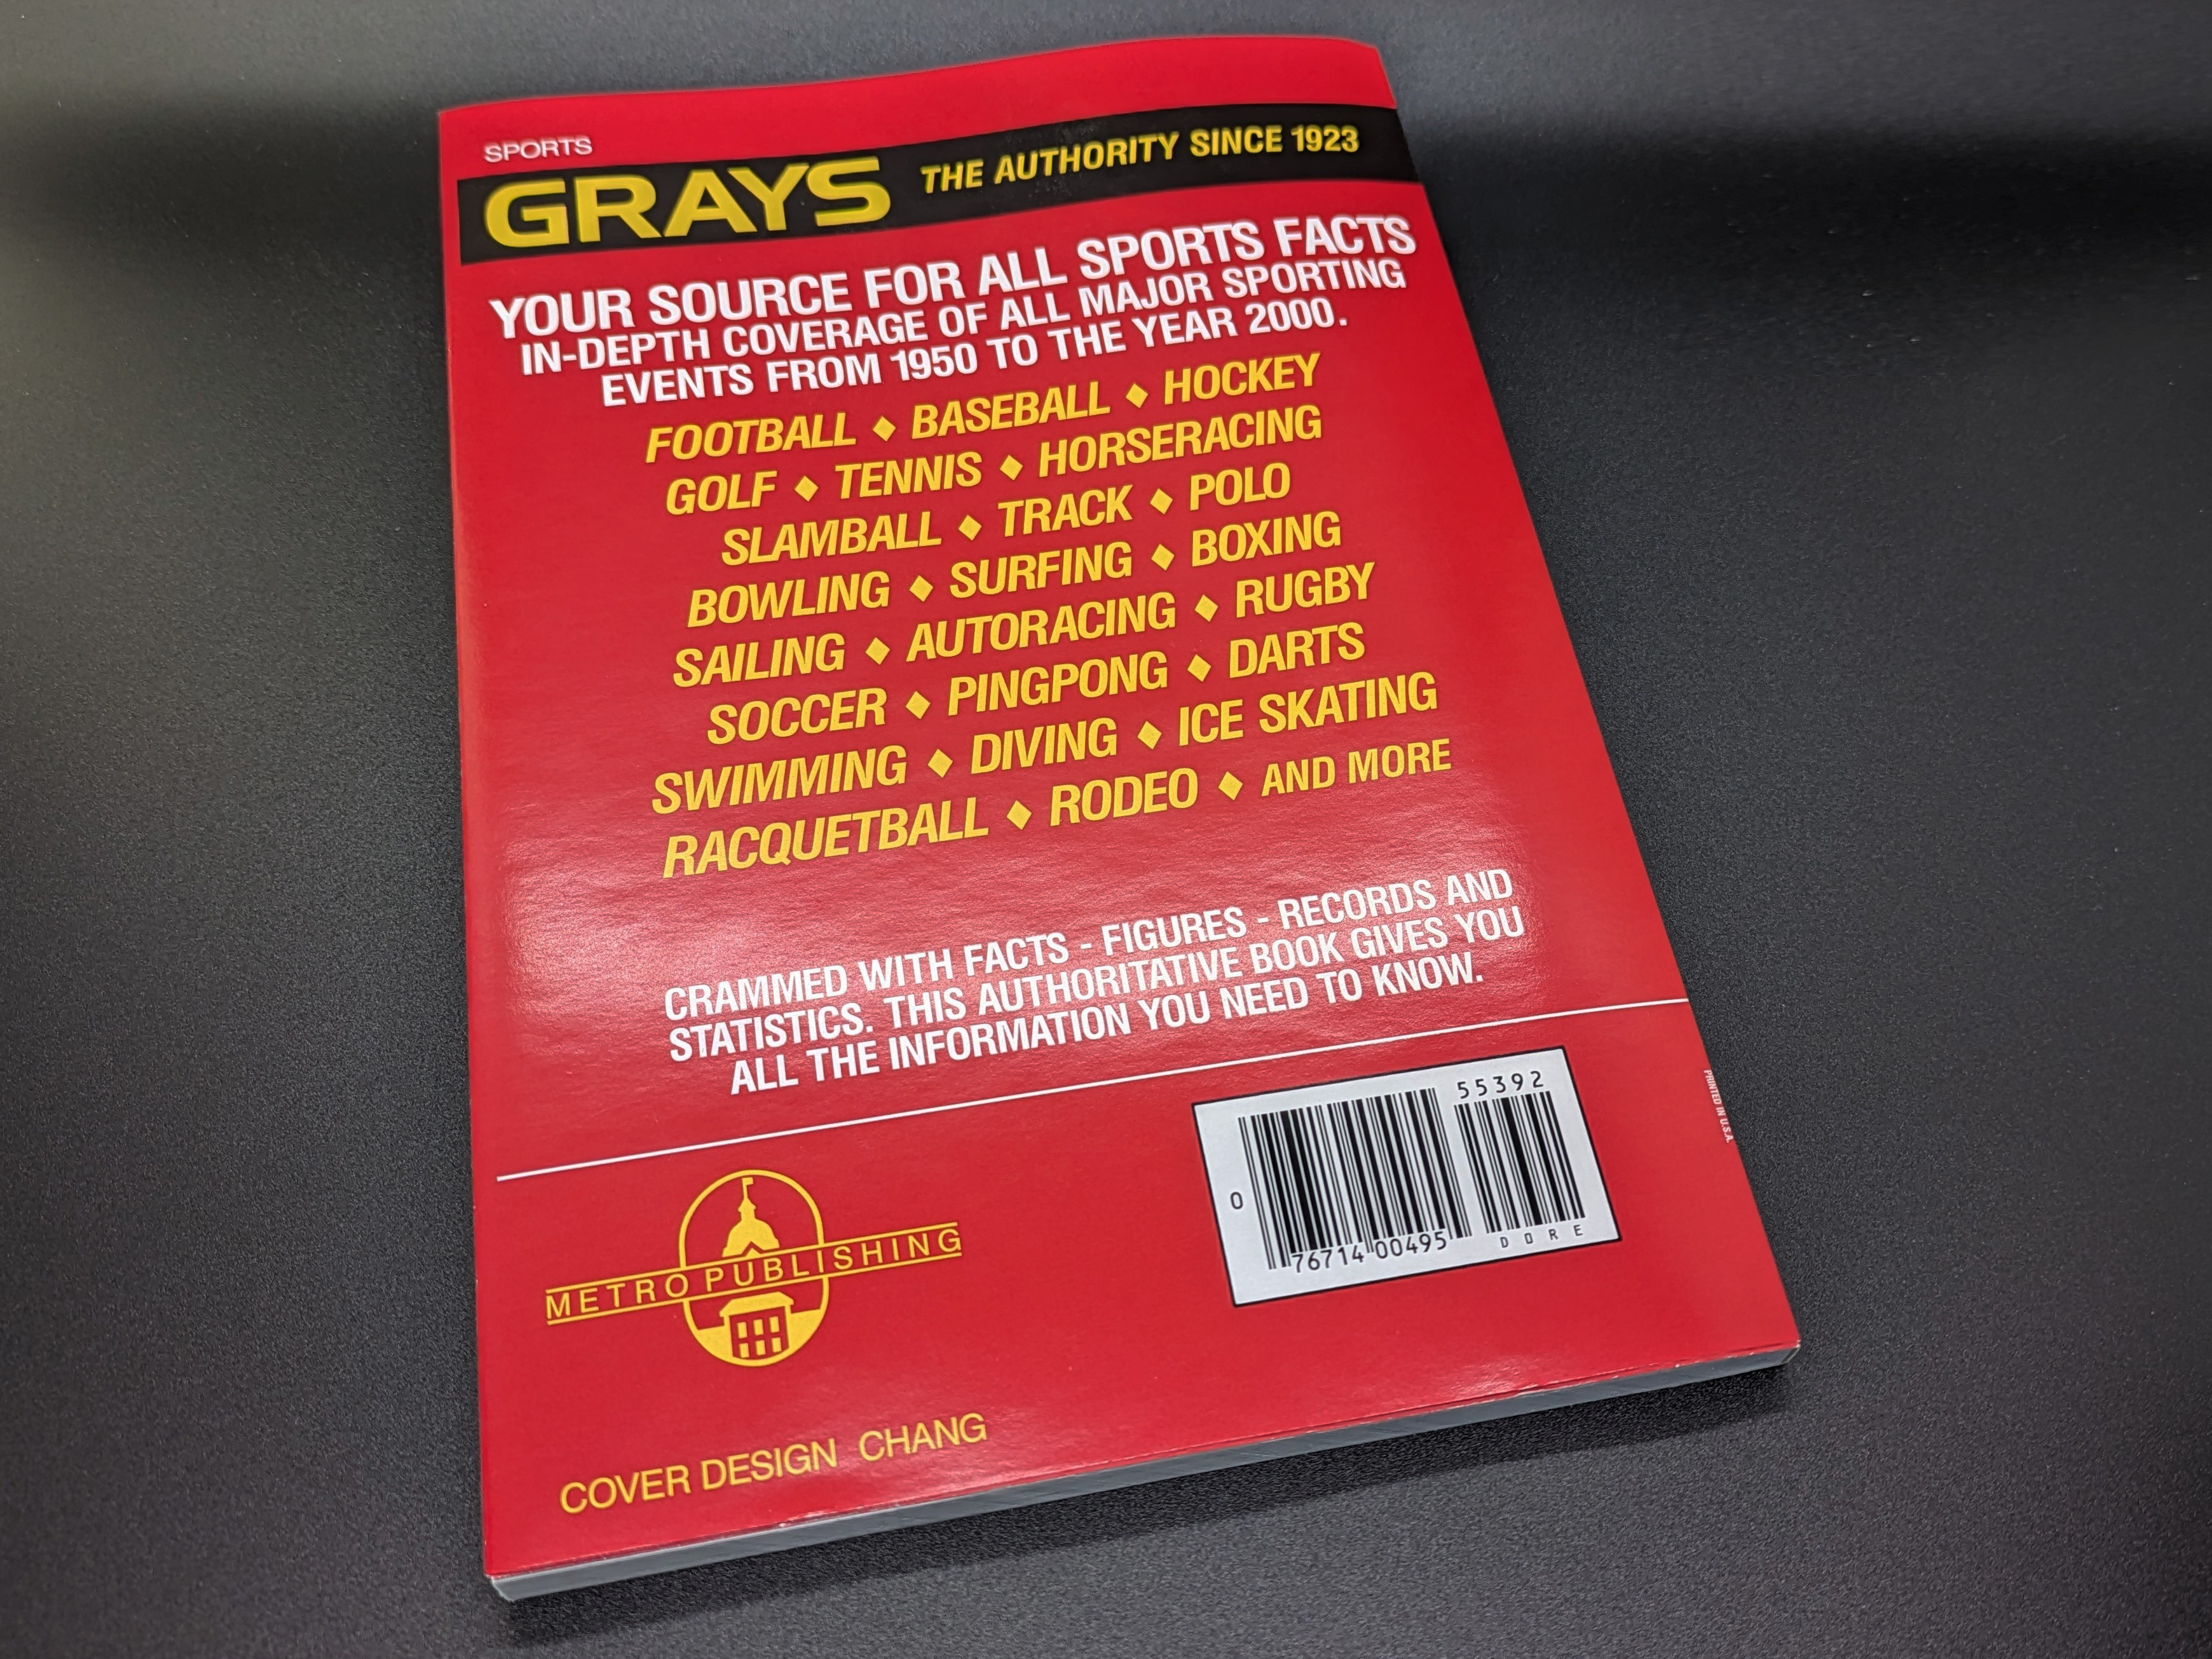 SPORTS
GRAYS THE AUTHORITY SINCE 1923
YOUR SOURCE FOR ALL SPORTS FACTS
IN-DEPTH COVERAGE OF ALL MAJOR SPORTING
EVENTS FROM 1950 TO THE YEAR 2000.
FOOTBALL ◆ BASEBALL ◆ HOCKEY
GOLF ◆ TENNIS ◆ HORSERACING
SLAMBALL ◆ TRACK ◆ POLO
BOWLING ◆ SURFING ◆ BOXING
SAILING ◆ AUTORACING ◆ RUGBY
SOCCER ◆ PINGPONG ◆ DARTS
SWIMMING ◆ DIVING ◆ ICE SKATING
RACQUETBALL ◆ RODEO ◆ AND MORE
CRAMMED WITH FACTS - FIGURES - RECORDS AND
STATISTICS. THIS AUTHORITATIVE BOOK GIVES YOU
ALL THE INFORMATION YOU NEED TO KNOW.
PRINTED IN U.S.A.
55392
0 76714 00495
DORE
METRO PUBLISHING
COVER DESIGN CHANG